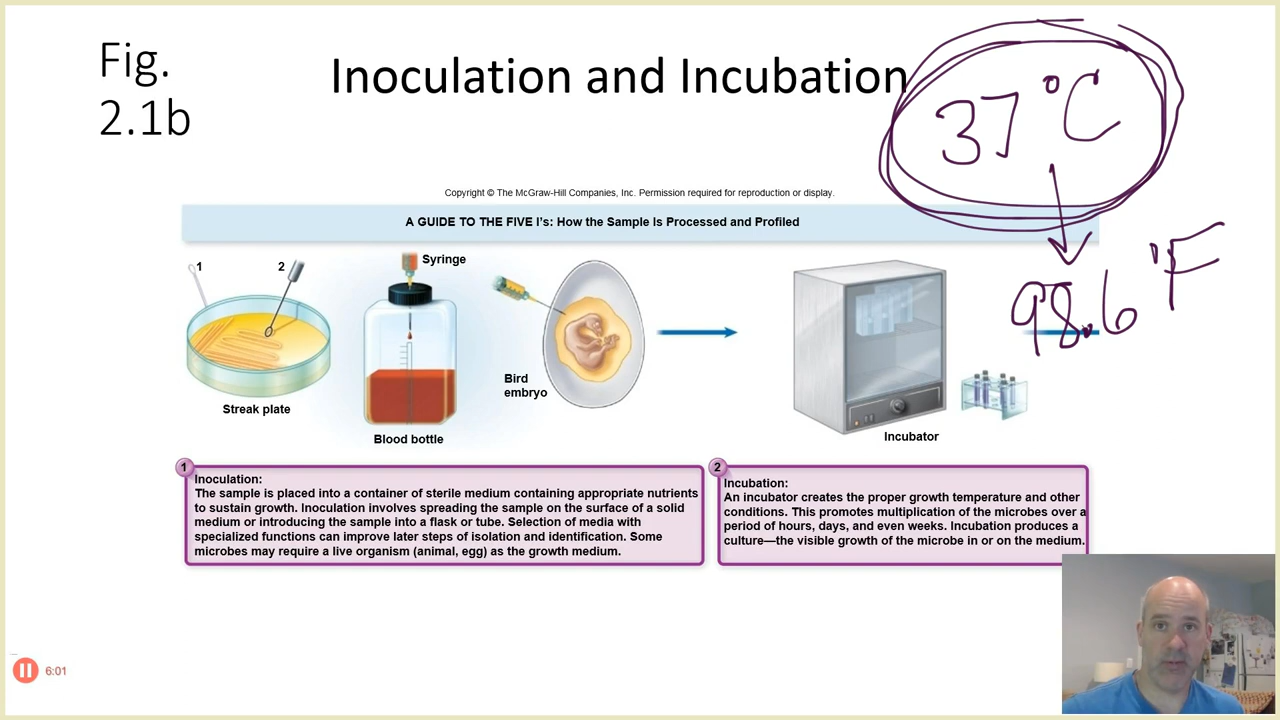 Fig.
2.1b
Inoculation and Incubation
37 °C
98.6 °F
Copyright © The McGraw-Hill Companies, Inc. Permission required for reproduction or display.
A GUIDE TO THE FIVE I's: How the Sample Is Processed and Profiled
1
2
Syringe
Bird
embryo
Streak plate
Blood bottle
Incubator
1
Inoculation:
The sample is placed into a container of sterile medium containing appropriate nutrients
to sustain growth. Inoculation involves spreading the sample on the surface of a solid
medium or introducing the sample into a flask or tube. Selection of media with
specialized functions can improve later steps of isolation and identification. Some
microbes may require a live organism (animal, egg) as the growth medium.
2
Incubation:
An incubator creates the proper growth temperature and other
conditions. This promotes multiplication of the microbes over a
period of hours, days, and even weeks. Incubation produces a
culture—the visible growth of the microbe in or on the medium.
6:01